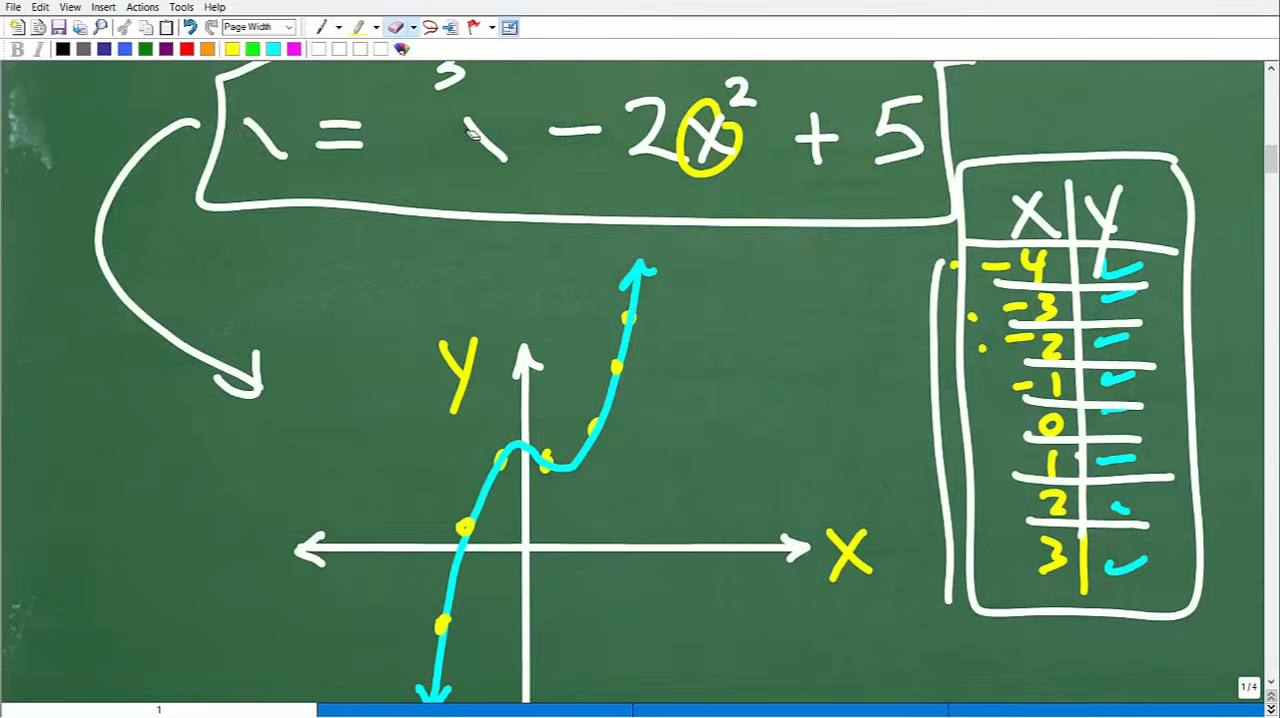 File Edit View Insert Actions Tools Help
Page Width
B I
3
\ = \ - 2x² + 5
X Y
-4
-3
-2
-1
0
1
2
3
Y
X
1/4
1